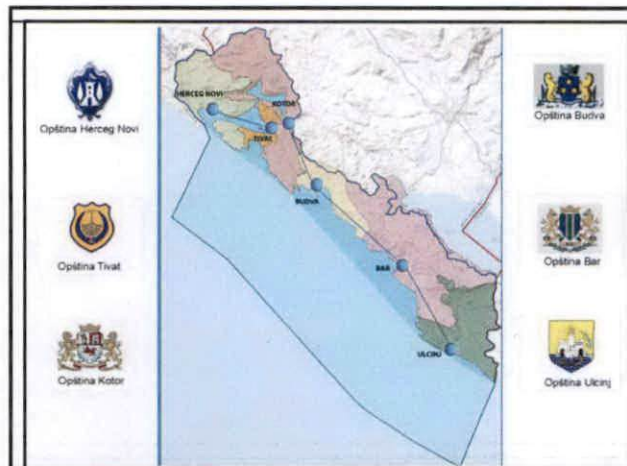 Opština Herceg Novi
Opština Tivat
Opština Kotor
HERCEG NOVI
KOTOR
TIVAT
BUDVA
BAR
ULCINJ
Opština Budva
Opština Bar
Opština Ulcinj